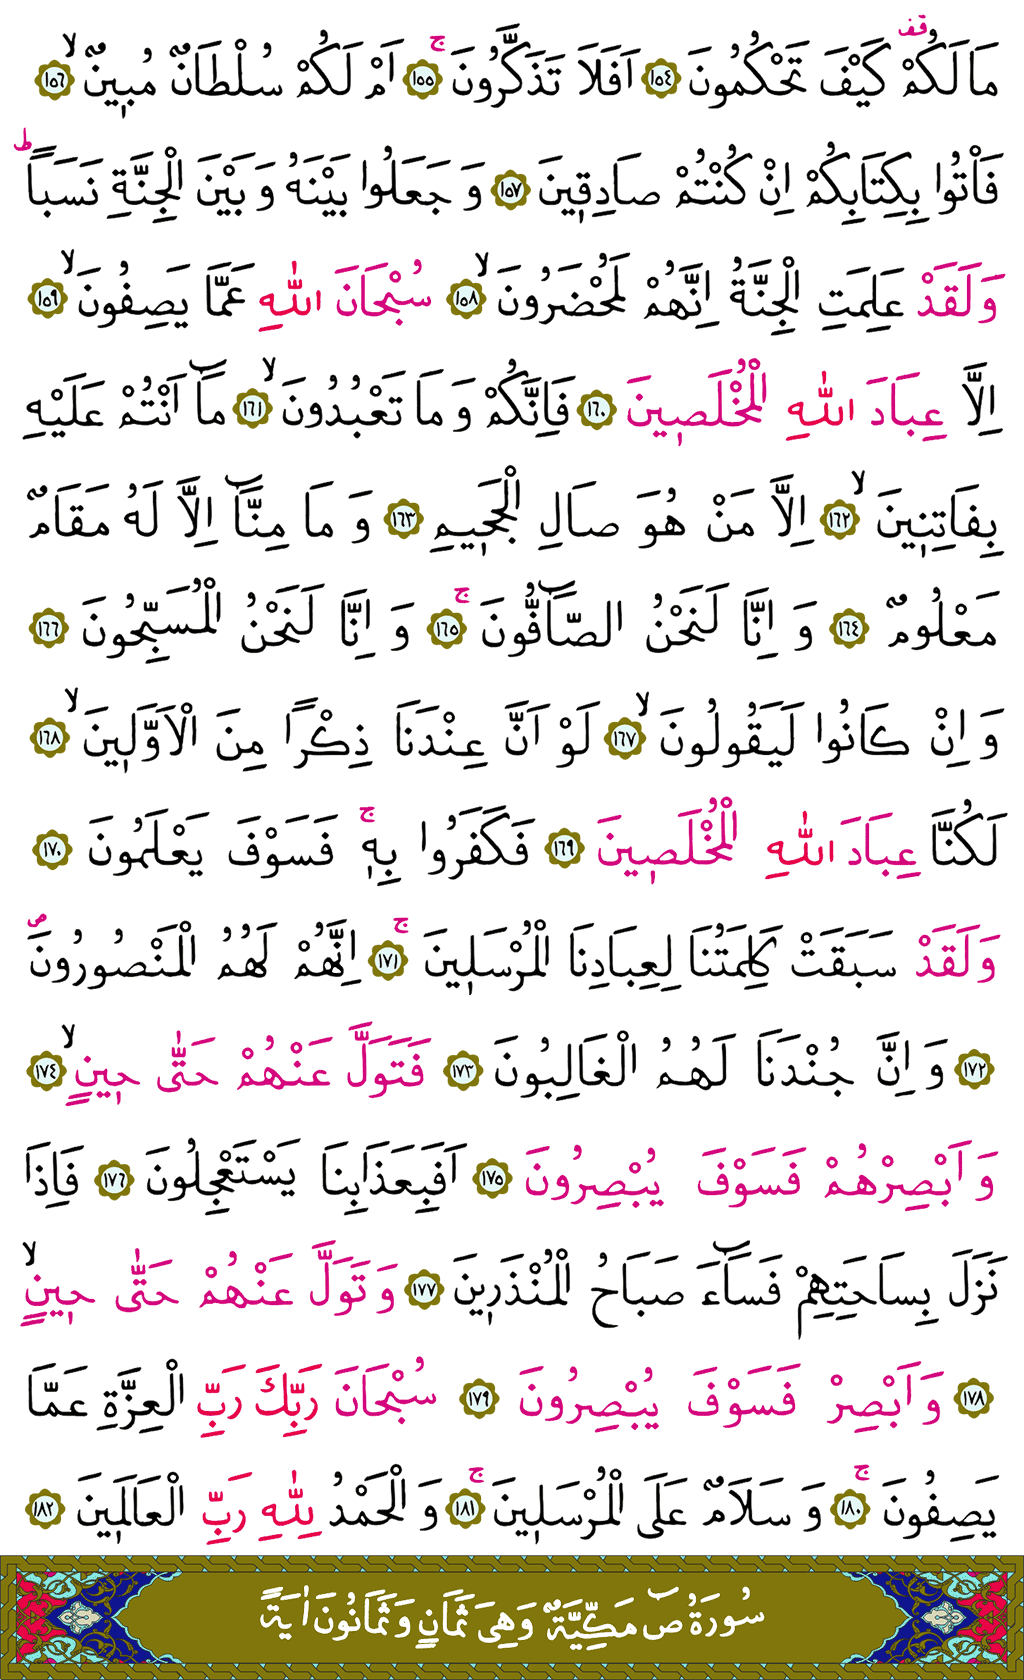 مَا لَكُمْ۠ كَيْفَ تَحْكُمُونَ ﴿١٥٤﴾ اَفَلَا تَذَكَّرُونَۚ ﴿١٥٥﴾ اَمْ لَكُمْ سُلْطَانٌ مُب۪ينٌۙ ﴿١٥٦﴾
فَأْتُوا بِكِتَابِكُمْ اِنْ كُنْتُمْ صَادِق۪ينَ ﴿١٥٧﴾ وَجَعَلُوا بَيْنَهُ وَبَيْنَ الْجِنَّةِ نَسَباًۜ
وَلَقَدْ عَلِمَتِ الْجِنَّةُ اِنَّهُمْ لَمُحْضَرُونَۙ ﴿١٥٨﴾ سُبْحَانَ اللّٰهِ عَمَّا يَصِفُونَۙ ﴿١٥٩﴾
اِلَّا عِبَادَ اللّٰهِ الْمُخْلَص۪ينَ ﴿١٦٠﴾ فَاِنَّكُمْ وَمَا تَعْبُدُونَۙ ﴿١٦١﴾ مَٓا اَنْتُمْ عَلَيْهِ
بِفَاتِن۪ينَۙ ﴿١٦٢﴾ اِلَّا مَنْ هُوَ صَالِ الْجَح۪يمِ ﴿١٦٣﴾ وَمَا مِنَّٓا اِلَّا لَهُ مَقَامٌ
مَعْلُومٌ ﴿١٦٤﴾ وَاِنَّا لَنَحْنُ الصَّٓافُّونَۚ ﴿١٦٥﴾ وَاِنَّا لَنَحْنُ الْمُسَبِّحُونَ ﴿١٦٦﴾
وَاِنْ كَانُوا لَيَقُولُونَۙ ﴿١٦٧﴾ لَوْ اَنَّ عِنْدَنَا ذِكْراً مِنَ الْاَوَّل۪ينَۙ ﴿١٦٨﴾
لَكُنَّا عِبَادَ اللّٰهِ الْمُخْلَص۪ينَ ﴿١٦٩﴾ فَكَفَرُوا بِه۪ۚ فَسَوْفَ يَعْلَمُونَ ﴿١٧٠﴾
وَلَقَدْ سَبَقَتْ كَلِمَتُنَا لِعِبَادِنَا الْمُرْسَل۪ينَۚ ﴿١٧١﴾ اِنَّهُمْ لَهُمُ الْمَنْصُورُونَۖ
﴿١٧٢﴾ وَاِنَّ جُنْدَنَا لَهُمُ الْغَالِبُونَ ﴿١٧٣﴾ فَتَوَلَّ عَنْهُمْ حَتّٰى ح۪ينٍۙ ﴿١٧٤﴾
وَاَبْصِرْهُمْ فَسَوْفَ يُبْصِرُونَ ﴿١٧٥﴾ اَفَبِعَذَابِنَا يَسْتَعْجِلُونَ ﴿١٧٦﴾ فَاِذَا
نَزَلَ بِسَاحَتِهِمْ فَسَٓاءَ صَبَاحُ الْمُنْذَر۪ينَ ﴿١٧٧﴾ وَتَوَلَّ عَنْهُمْ حَتّٰى ح۪ينٍۙ
﴿١٧٨﴾ وَاَبْصِرْ فَسَوْفَ يُبْصِرُونَ ﴿١٧٩﴾ سُبْحَانَ رَبِّكَ رَبِّ الْعِزَّةِ عَمَّا
يَصِفُونَۚ ﴿١٨٠﴾ وَسَلَامٌ عَلَى الْمُرْسَل۪ينَۚ ﴿١٨١﴾ وَالْحَمْدُ لِلّٰهِ رَبِّ الْعَالَم۪ينَ ﴿١٨٢﴾
سُورَةُ صٓ مَكِّيَّةٌ وَهِيَ ثَمَانٍ وَثَمَانُونَ اٰيَةً